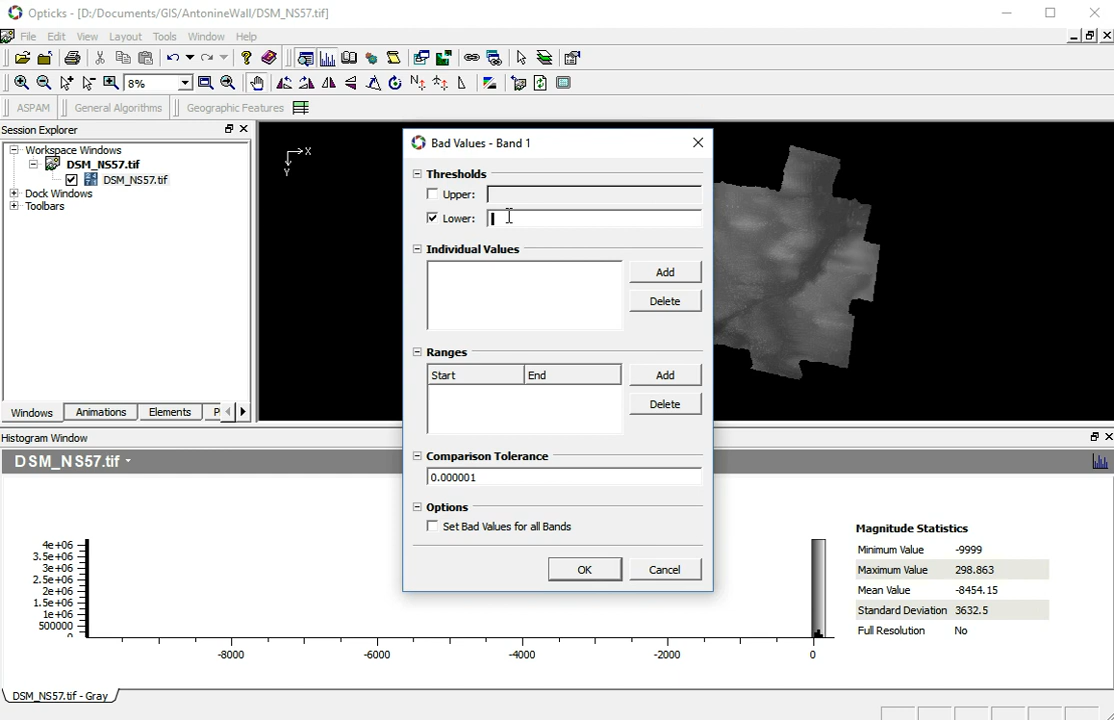 Opticks - [D:/Documents/GIS/AntonineWall/DSM_NS57.tif]
File Edit View Layout Tools Window Help
8%
N
ASPAM General Algorithms Geographic Features
Session Explorer
Workspace Windows
DSM_NS57.tif
DSM_NS57.tif
Dock Windows
Toolbars
Windows Animations Elements P
X
Y
Bad Values - Band 1
Thresholds
Upper:
Lower:
Individual Values
Add
Delete
Ranges
Start End Add
Delete
Comparison Tolerance
0.000001
Options
Set Bad Values for all Bands
OK Cancel
Histogram Window
DSM_NS57.tif
4e+06
3.5e+06
3e+06
2.5e+06
2e+06
1.5e+06
1e+06
500000
0
-8000 -6000 -4000 -2000 0
Magnitude Statistics
Minimum Value -9999
Maximum Value 298.863
Mean Value -8454.15
Standard Deviation 3632.5
Full Resolution No
DSM_NS57.tif - Gray